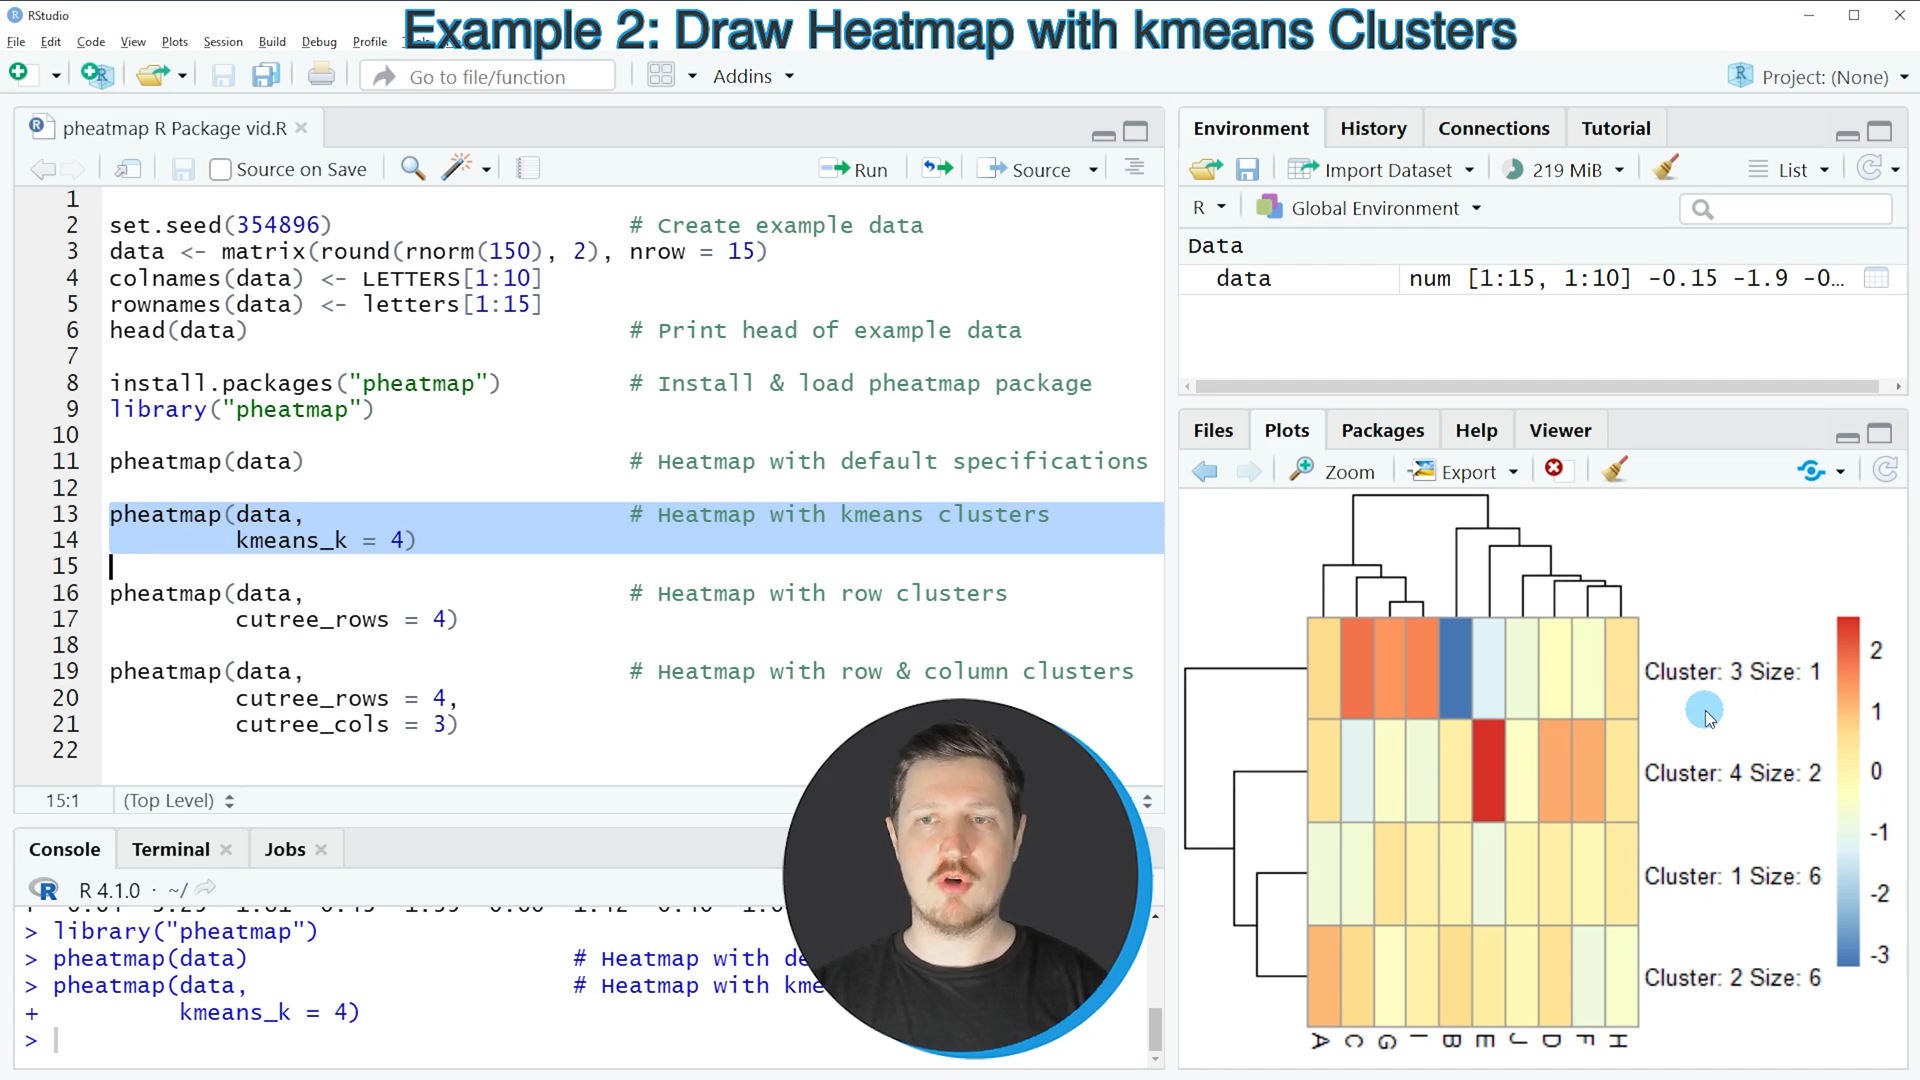 RStudio
Example 2: Draw Heatmap with kmeans Clusters
File Edit Code View Plots Session Build Debug Profile
Go to file/function
Addins
Project: (None)
pheatmap R Package vid.R
Source on Save
Run
Source
1
2 set.seed(354896) # Create example data
3 data <- matrix(round(rnorm(150), 2), nrow = 15)
4 colnames(data) <- LETTERS[1:10]
5 rownames(data) <- letters[1:15]
6 head(data) # Print head of example data
7
8 install.packages("pheatmap") # Install & load pheatmap package
9 library("pheatmap")
10
11 pheatmap(data) # Heatmap with default specifications
12
13 pheatmap(data, # Heatmap with kmeans clusters
14 kmeans_k = 4)
15
16 pheatmap(data, # Heatmap with row clusters
17 cutree_rows = 4)
18
19 pheatmap(data, # Heatmap with row & column clusters
20 cutree_rows = 4,
21 cutree_cols = 3)
22
15:1 (Top Level)
Console Terminal Jobs
R 4.1.0 · ~/
> library("pheatmap")
> pheatmap(data) # Heatmap with de
> pheatmap(data, # Heatmap with kme
+ kmeans_k = 4)
>
Environment History Connections Tutorial
Import Dataset 219 MiB List
R Global Environment
Data
data num [1:15, 1:10] -0.15 -1.9 -0...
Files Plots Packages Help Viewer
Zoom Export
Cluster: 3 Size: 1
Cluster: 4 Size: 2
Cluster: 1 Size: 6
Cluster: 2 Size: 6
2
1
0
-1
-2
-3
A C G I B E J D F H